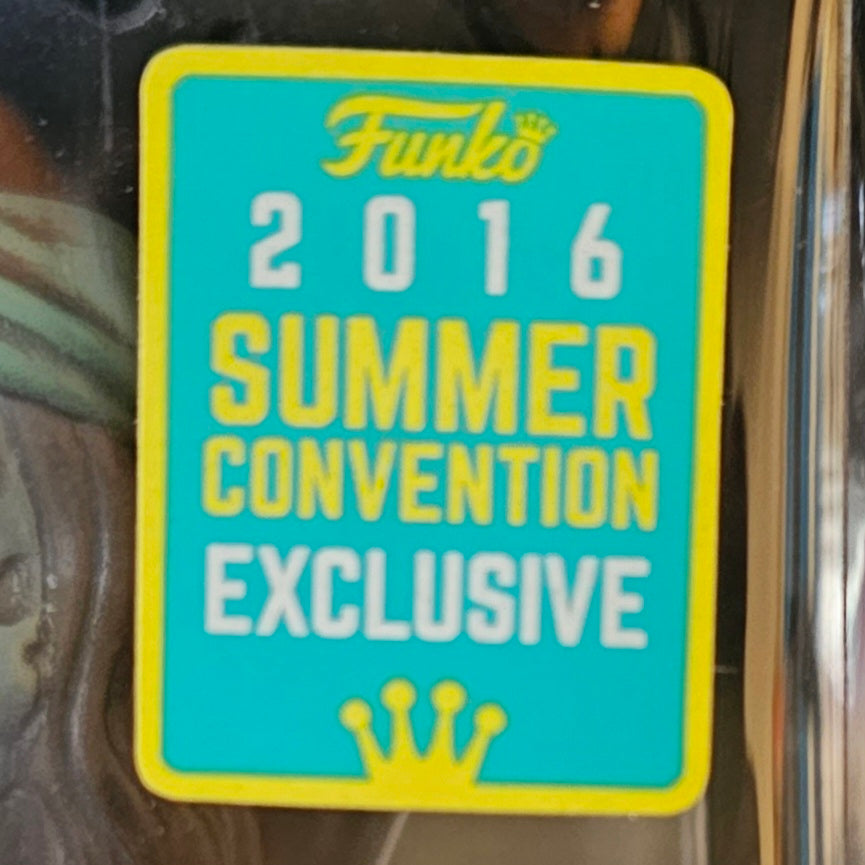 Funko
2016
SUMMER
CONVENTION
EXCLUSIVE